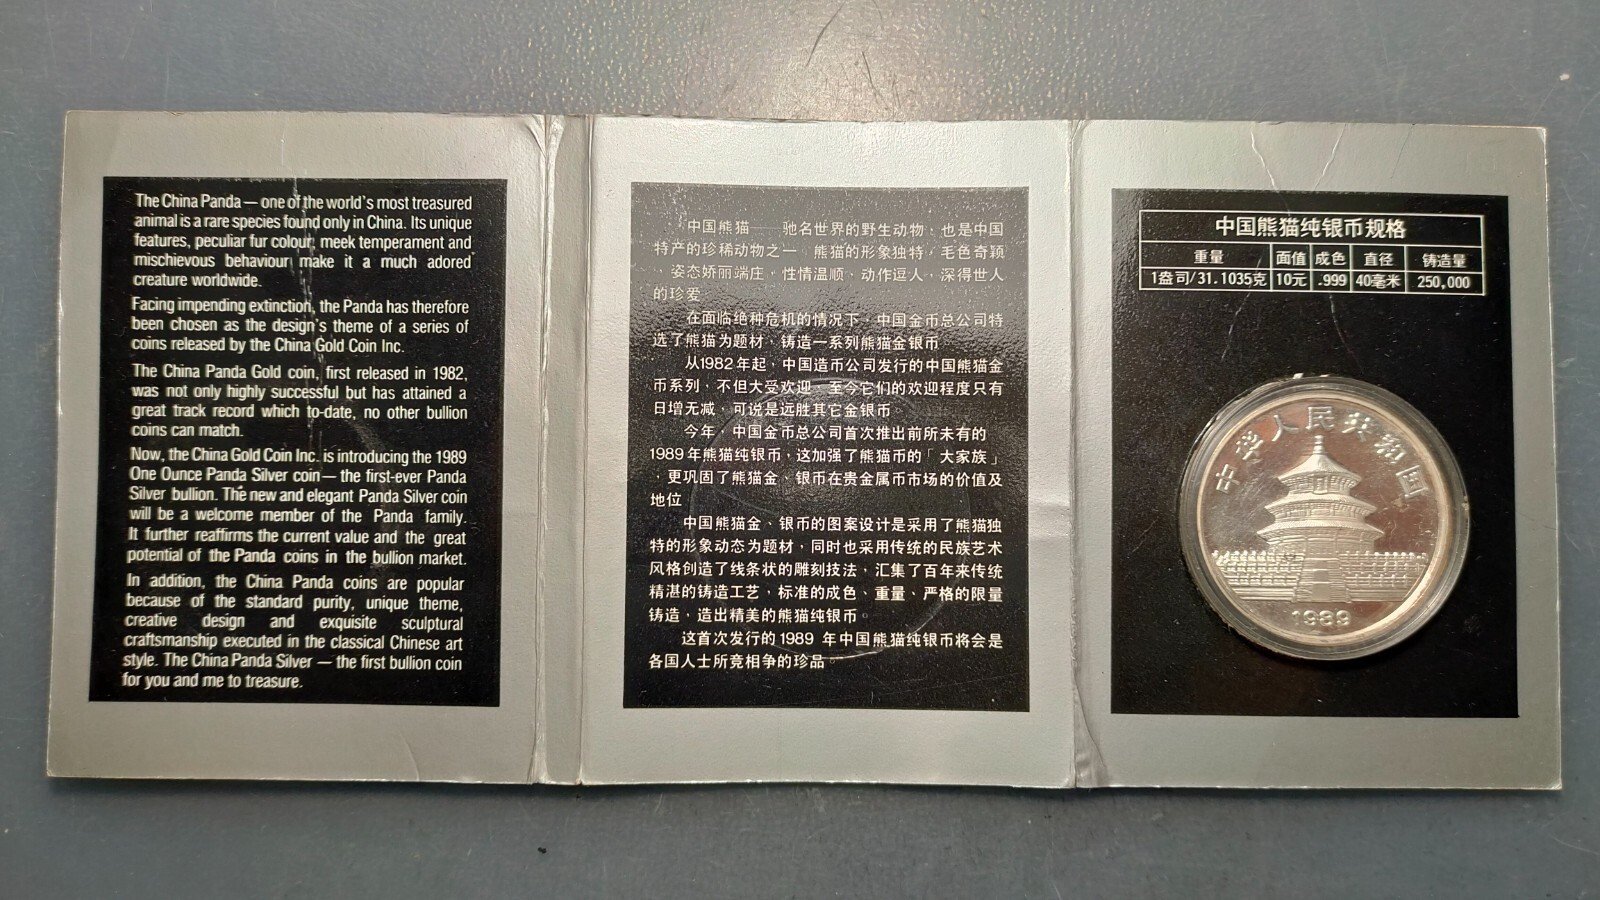 The China Panda — one of the world's most treasured
animal is a rare species found only in China. Its unique
features, peculiar fur colour, meek temperament and
mischievous behaviour make it a much adored
creature worldwide.
Facing impending extinction, the Panda has therefore
been chosen as the design's theme of a series of
coins released by the China Gold Coin Inc.
The China Panda Gold coin, first released in 1982,
was not only highly successful but has attained a
great track record which to-date, no other bullion
coins can match.
Now, the China Gold Coin Inc. is introducing the 1989
One Ounce Panda Silver coin — the first-ever Panda
Silver bullion. The new and elegant Panda Silver coin
will be a welcome member of the Panda family.
It further reaffirms the current value and the great
potential of the Panda coins in the bullion market.
In addition, the China Panda coins are popular
because of the standard purity, unique theme,
creative design and exquisite sculptural
craftsmanship executed in the classical Chinese art
style. The China Panda Silver — the first bullion coin
for you and me to treasure.
中国熊猫——驰名世界的野生动物，也是中国
特产的珍稀动物之一。熊猫的形象独特，毛色奇颖
，姿态娇丽端庄，性情温顺、动作逗人，深得世人
的珍爱
在面临绝种危机的情况下，中国金币总公司特
选了熊猫为题材，铸造一系列熊猫金银币
从1982年起，中国造币公司发行的中国熊猫金
币系列，不但大受欢迎，至今它们的欢迎程度只有
日增无减，可说是远胜其它金银币。
今年，中国金币总公司首次推出前所未有的
1989年熊猫纯银币，这加强了熊猫币的「大家族」
，更巩固了熊猫金、银币在贵金属币市场的价值及
地位
中国熊猫金、银币的图案设计是采用了熊猫独
特的形象动态为题材，同时也采用传统的民族艺术
风格创造了线条状的雕刻技法，汇集了百年来传统
精湛的铸造工艺，标准的成色、重量、严格的限量
铸造，造出精美的熊猫纯银币。
这首次发行的1989 年中国熊猫纯银币将会是
各国人士所竞相争的珍品。
中国熊猫纯银币规格
重量 面值 成色 直径 铸造量
1盎司/31.1035克 10元 .999 40毫米 250,000
中华人民共和国
1989